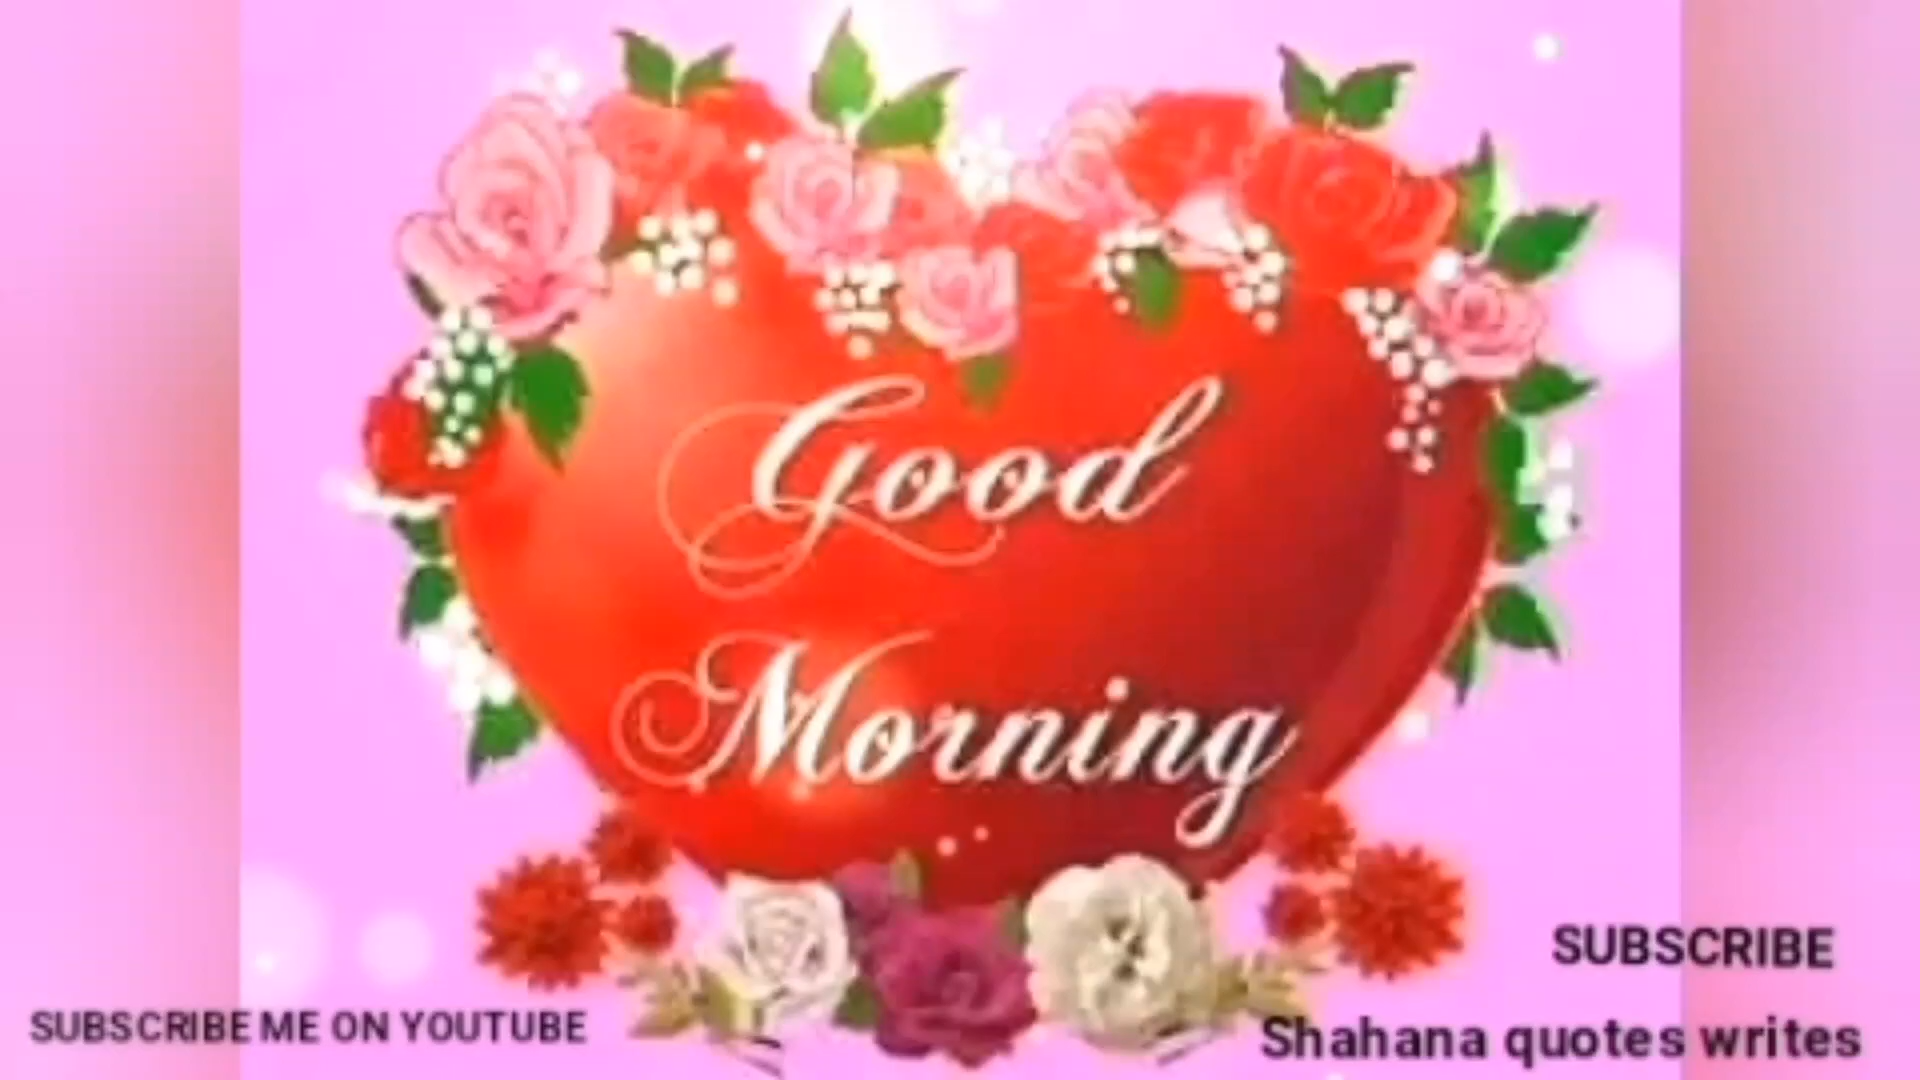 Good
Morning
SUBSCRIBE
SUBSCRIBE ME ON YOUTUBE
Shahana quotes writes